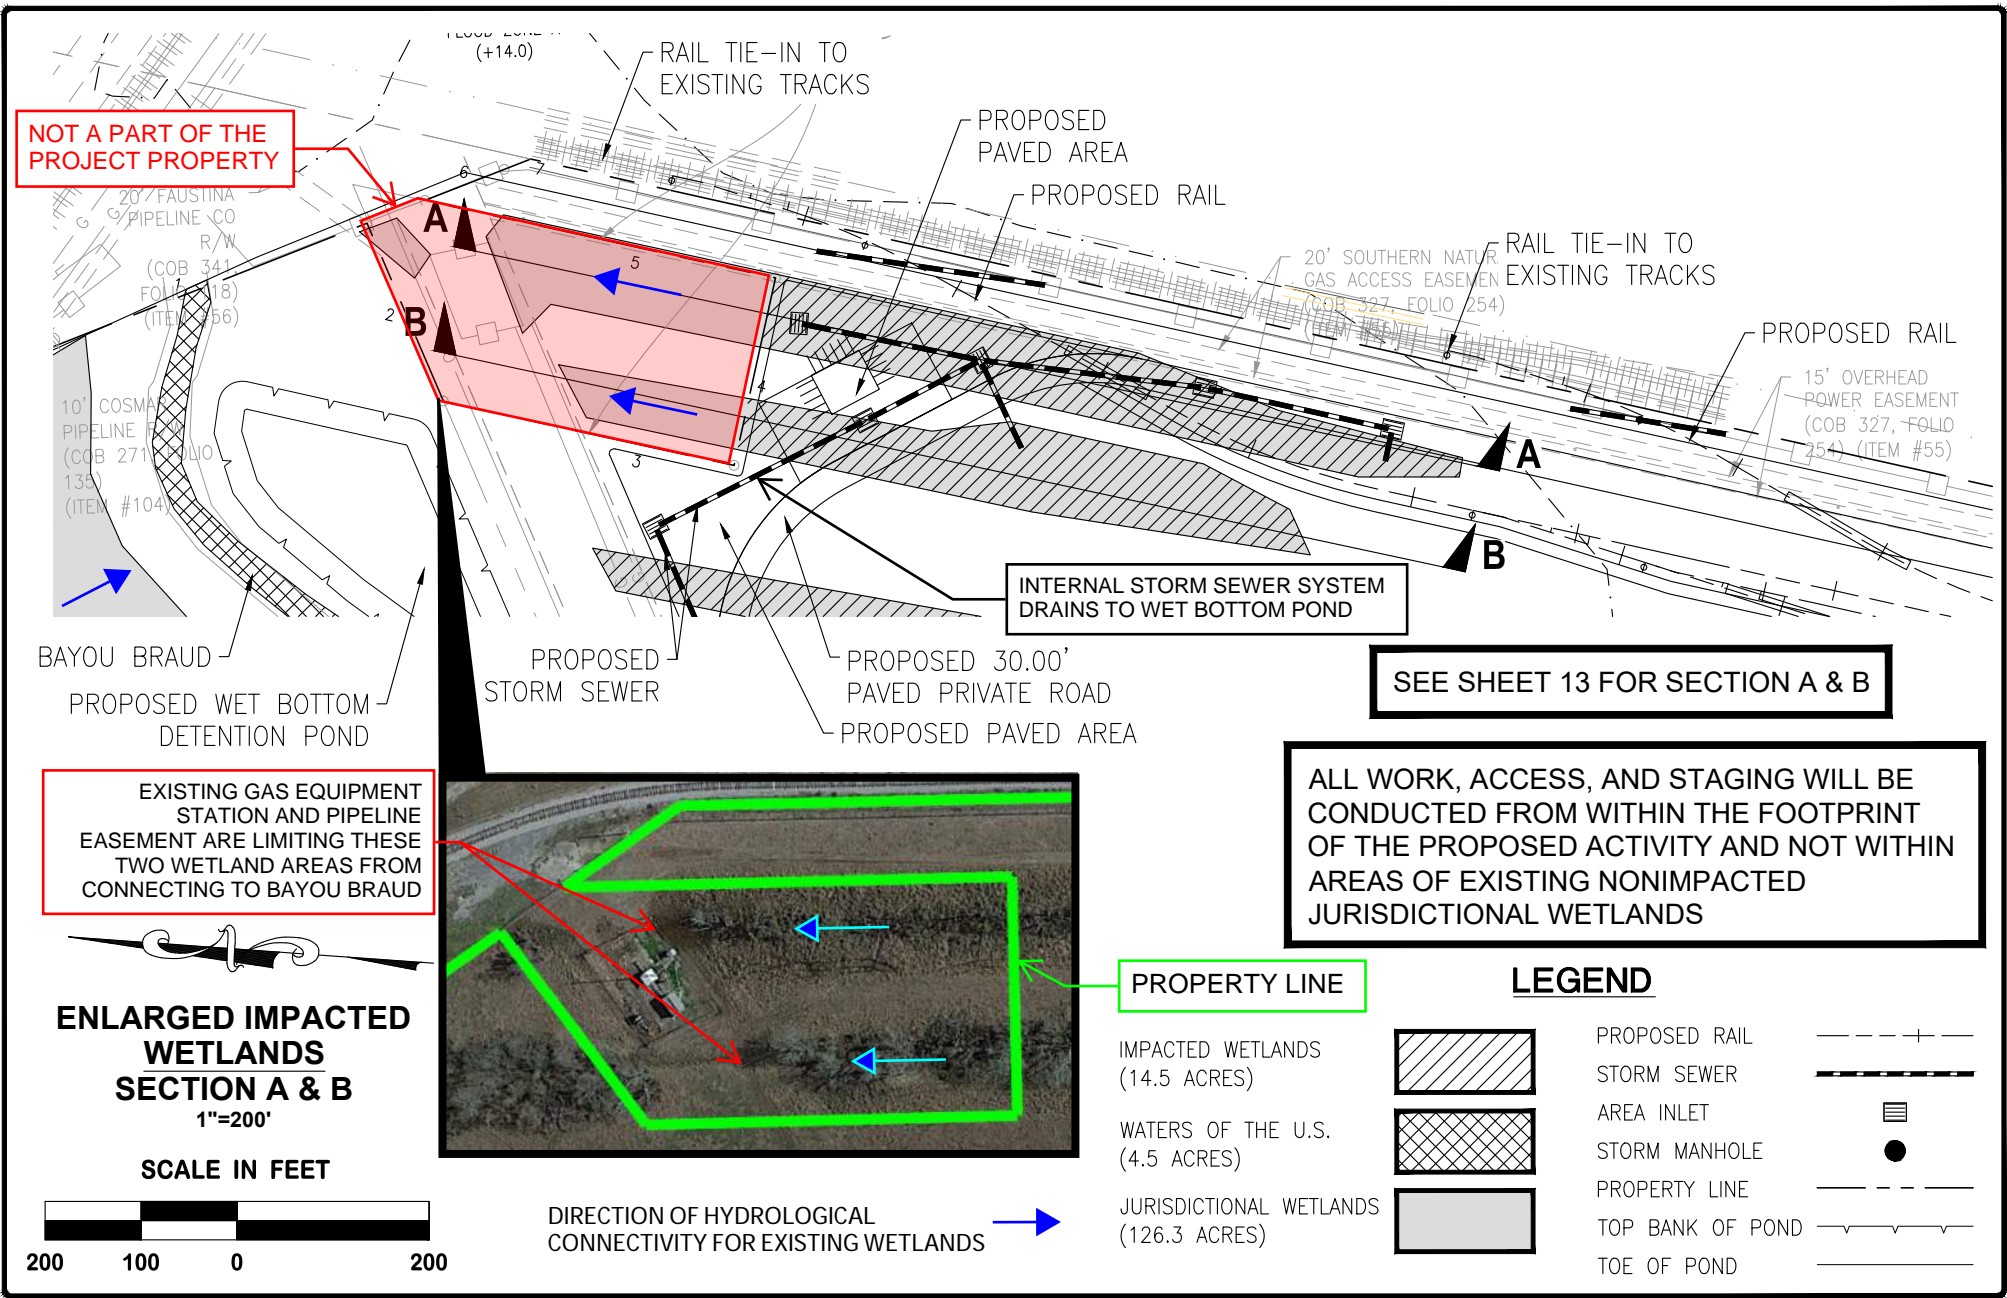 (+14.0)
RAIL TIE-IN TO
EXISTING TRACKS
NOT A PART OF THE
PROJECT PROPERTY
PROPOSED
PAVED AREA
PROPOSED RAIL
20' FAUSTINA
PIPELINE CO
R/W
(COB 341,
(ITEM #56)
G
G
A
B
1
2
3
4
5
6
7
20' SOUTHERN NATUR
GAS ACCESS EASEMEN
(COB 327, FOLIO 254)
RAIL TIE-IN TO
EXISTING TRACKS
PROPOSED RAIL
15' OVERHEAD
POWER EASEMENT
(COB 327, FOLIO
254) (ITEM #55)
10' COSMAR
PIPELINE
(COB 271, FOLIO
135)
(ITEM #104)
A
B
INTERNAL STORM SEWER SYSTEM
DRAINS TO WET BOTTOM POND
BAYOU BRAUD
PROPOSED WET BOTTOM
DETENTION POND
PROPOSED
STORM SEWER
PROPOSED 30.00'
PAVED PRIVATE ROAD
PROPOSED PAVED AREA
SEE SHEET 13 FOR SECTION A & B
ALL WORK, ACCESS, AND STAGING WILL BE
CONDUCTED FROM WITHIN THE FOOTPRINT
OF THE PROPOSED ACTIVITY AND NOT WITHIN
AREAS OF EXISTING NONIMPACTED
JURISDICTIONAL WETLANDS
EXISTING GAS EQUIPMENT
STATION AND PIPELINE
EASEMENT ARE LIMITING THESE
TWO WETLAND AREAS FROM
CONNECTING TO BAYOU BRAUD
N
ENLARGED IMPACTED
WETLANDS
SECTION A & B
1"=200'
SCALE IN FEET
200 100 0 200
PROPERTY LINE
DIRECTION OF HYDROLOGICAL
CONNECTIVITY FOR EXISTING WETLANDS
LEGEND
IMPACTED WETLANDS
(14.5 ACRES)
WATERS OF THE U.S.
(4.5 ACRES)
JURISDICTIONAL WETLANDS
(126.3 ACRES)
PROPOSED RAIL
STORM SEWER
AREA INLET
STORM MANHOLE
PROPERTY LINE
TOP BANK OF POND
TOE OF POND